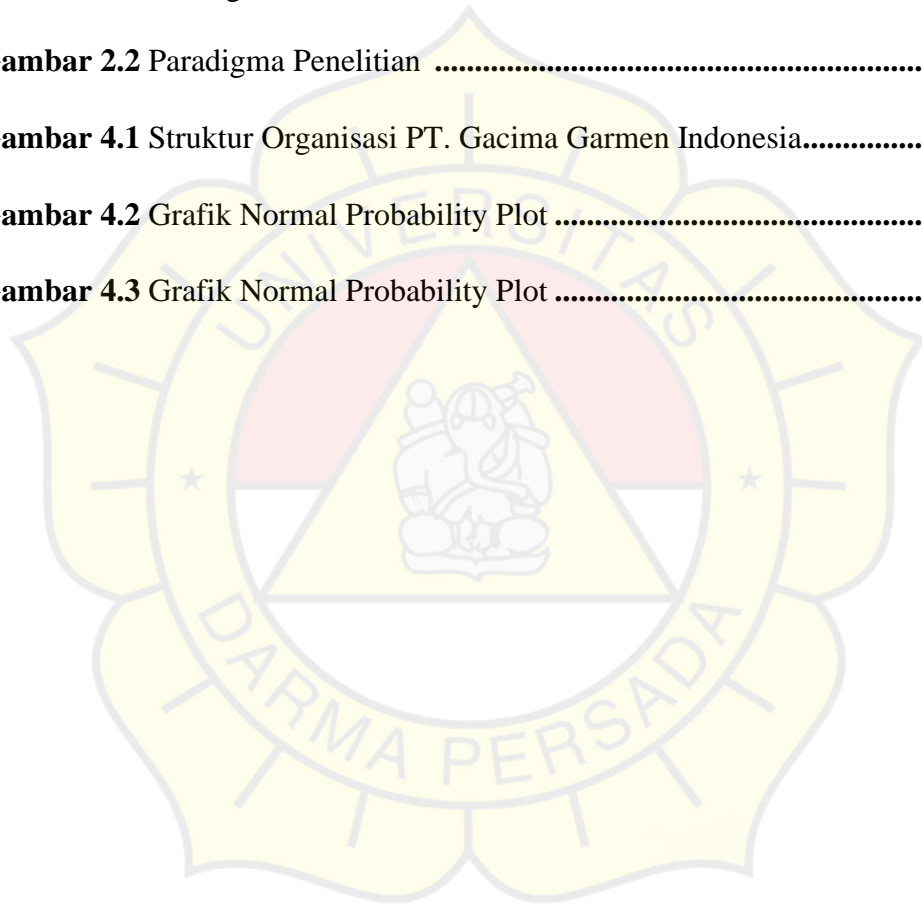 ambar 2.2 Paradigma Penelitian ..............................................................
ambar 4.1 Struktur Organisasi PT. Gacima Garmen Indonesia...............
ambar 4.2 Grafik Normal Probability Plot ...............................................
ambar 4.3 Grafik Normal Probability Plot ...............................................
UNIVERSITAS
DARMA PERSADA